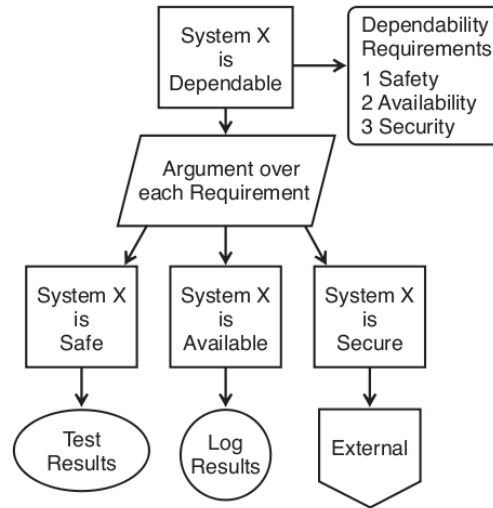 System X
is
Dependable
Dependability
Requirements
1 Safety
2 Availability
3 Security
Argument over
each Requirement
System X
is
Safe
System X
is
Available
System X
is
Secure
Test
Results
Log
Results
External